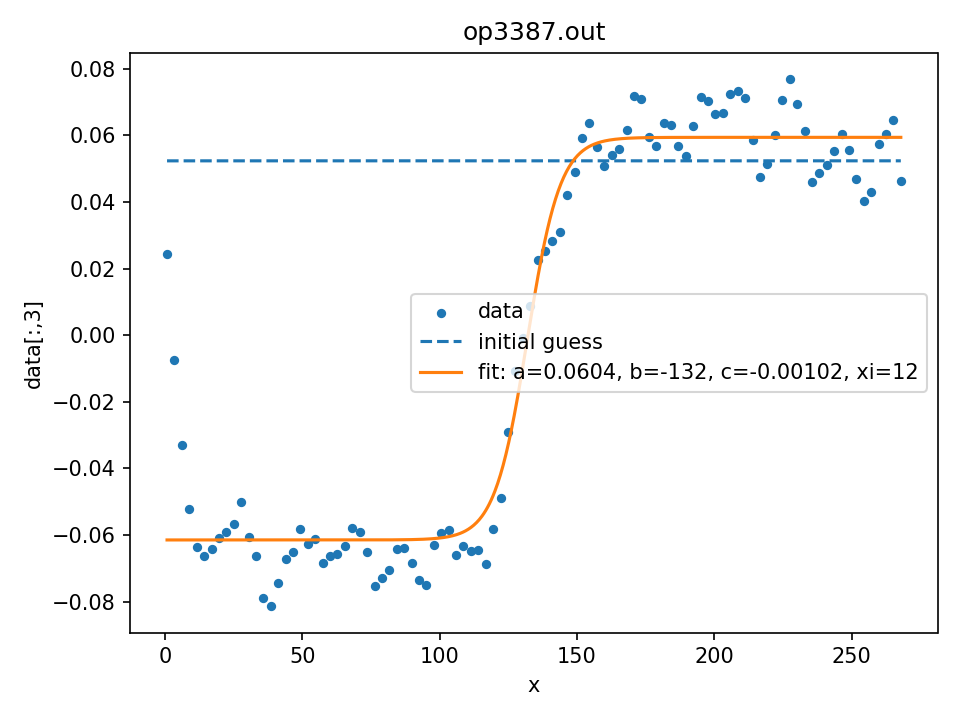 op3387.out
0.08
0.06
0.04
0.02
0.00
−0.02
−0.04
−0.06
−0.08
data[:,3]
data
initial guess
fit: a=0.0604, b=-132, c=-0.00102, xi=12
0 50 100 150 200 250
x